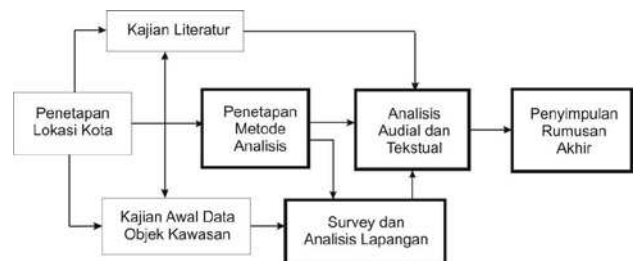 Kajian Literatur
Penetapan
Lokasi Kota
Penetapan
Metode
Analisis
Analisis
Audial dan
Tekstual
Penyimpulan
Rumusan
Akhir
Kajian Awal Data
Objek Kawasan
Survey dan
Analisis Lapangan